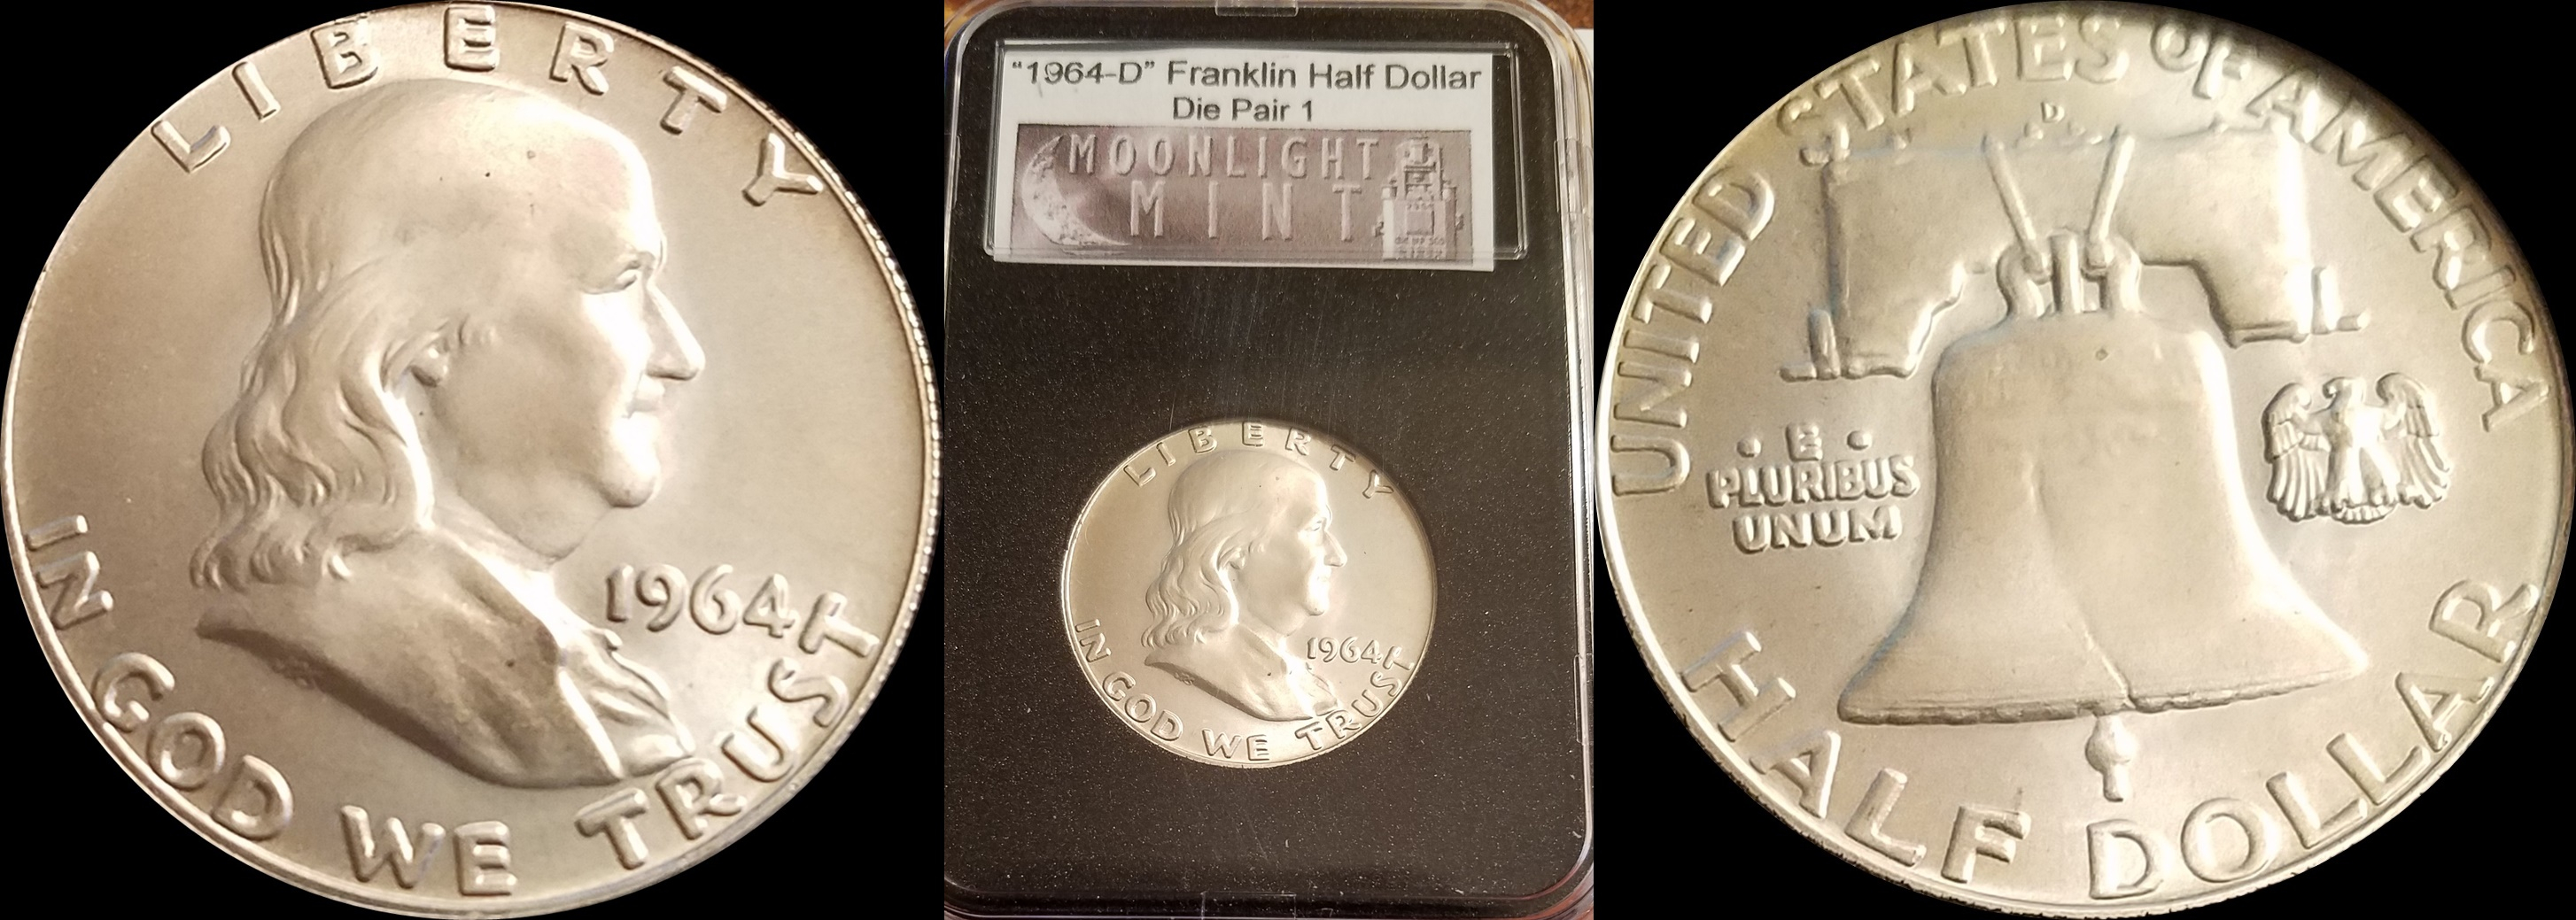 LIBERTY
1964
IN GOD WE TRUST
"1964-D" Franklin Half Dollar
Die Pair 1
MOONLIGHT
MINT
LIBERTY
1964
IN GOD WE TRUST
UNITED STATES OF AMERICA
D
· E ·
PLURIBUS
UNUM
HALF DOLLAR